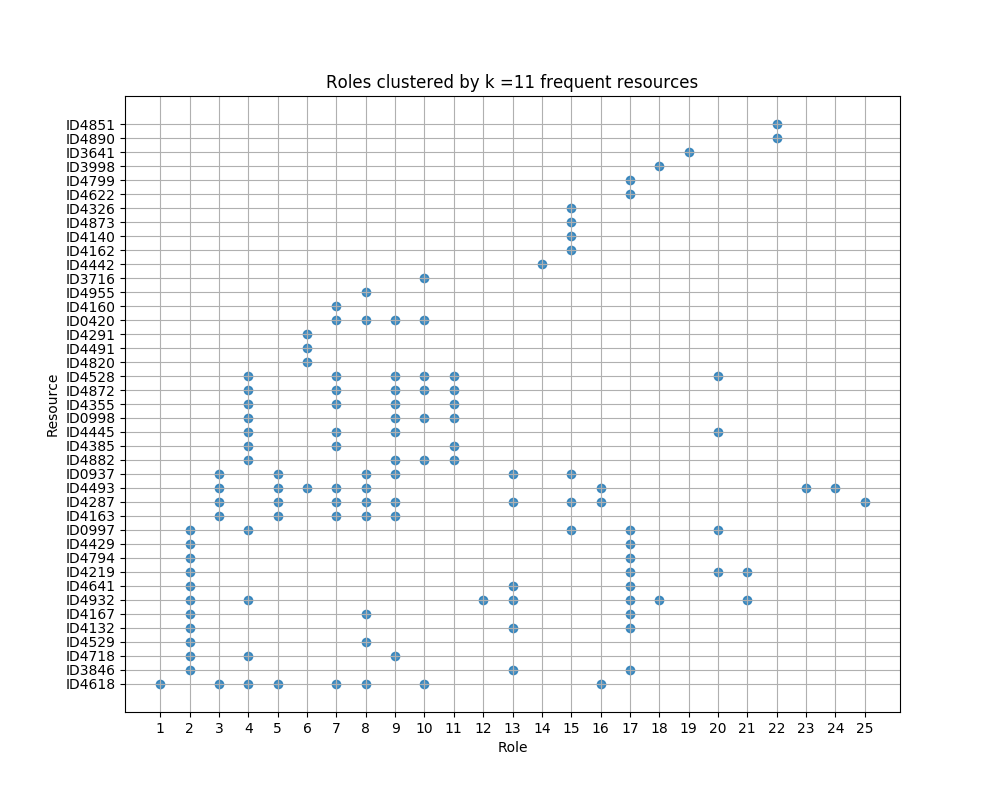 Roles clustered by k =11 frequent resources
ID4851
ID4890
ID3641
ID3998
ID4799
ID4622
ID4326
ID4873
ID4140
ID4162
ID4442
ID3716
ID4955
ID4160
ID0420
ID4291
ID4491
ID4820
ID4528
ID4872
ID4355
ID0998
ID4445
ID4385
ID4882
ID0937
ID4493
ID4287
ID4163
ID0997
ID4429
ID4794
ID4219
ID4641
ID4932
ID4167
ID4132
ID4529
ID4718
ID3846
ID4618
Resource
1 2 3 4 5 6 7 8 9 10 11 12 13 14 15 16 17 18 19 20 21 22 23 24 25
Role